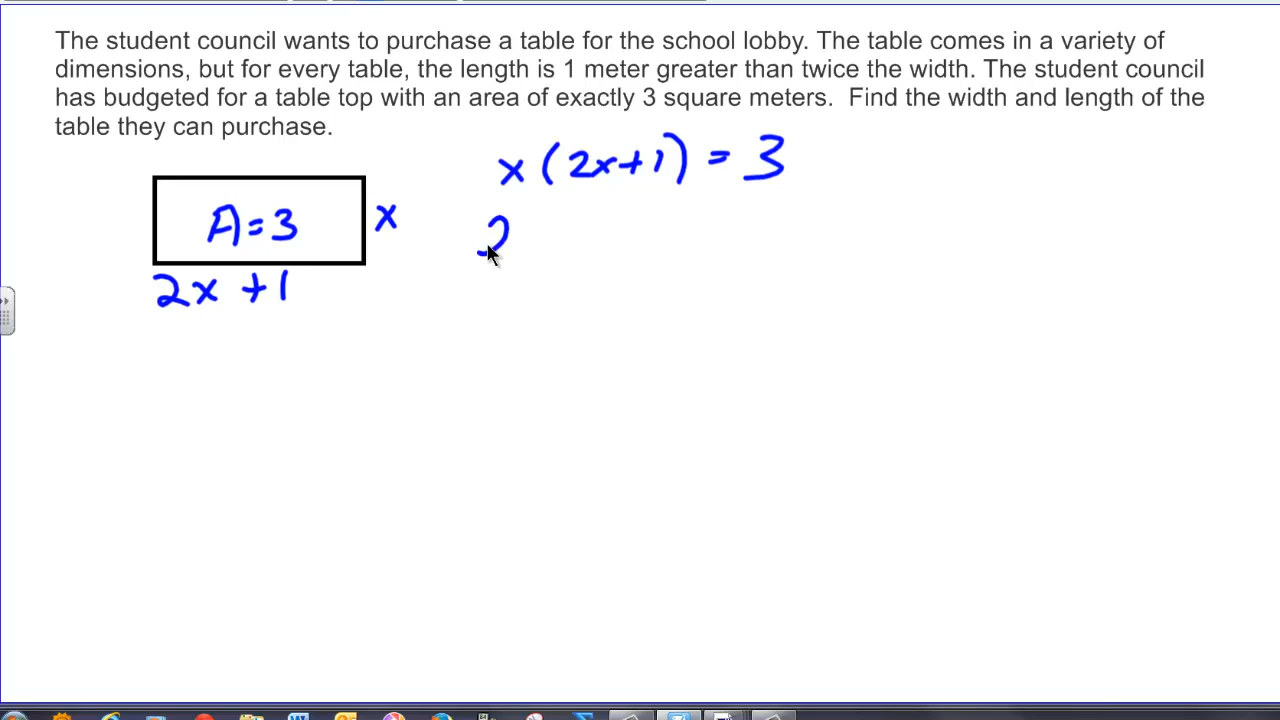 The student council wants to purchase a table for the school lobby. The table comes in a variety of
dimensions, but for every table, the length is 1 meter greater than twice the width. The student council
has budgeted for a table top with an area of exactly 3 square meters. Find the width and length of the
table they can purchase.
x (2x+1) = 3
A=3
x
2
2x +1